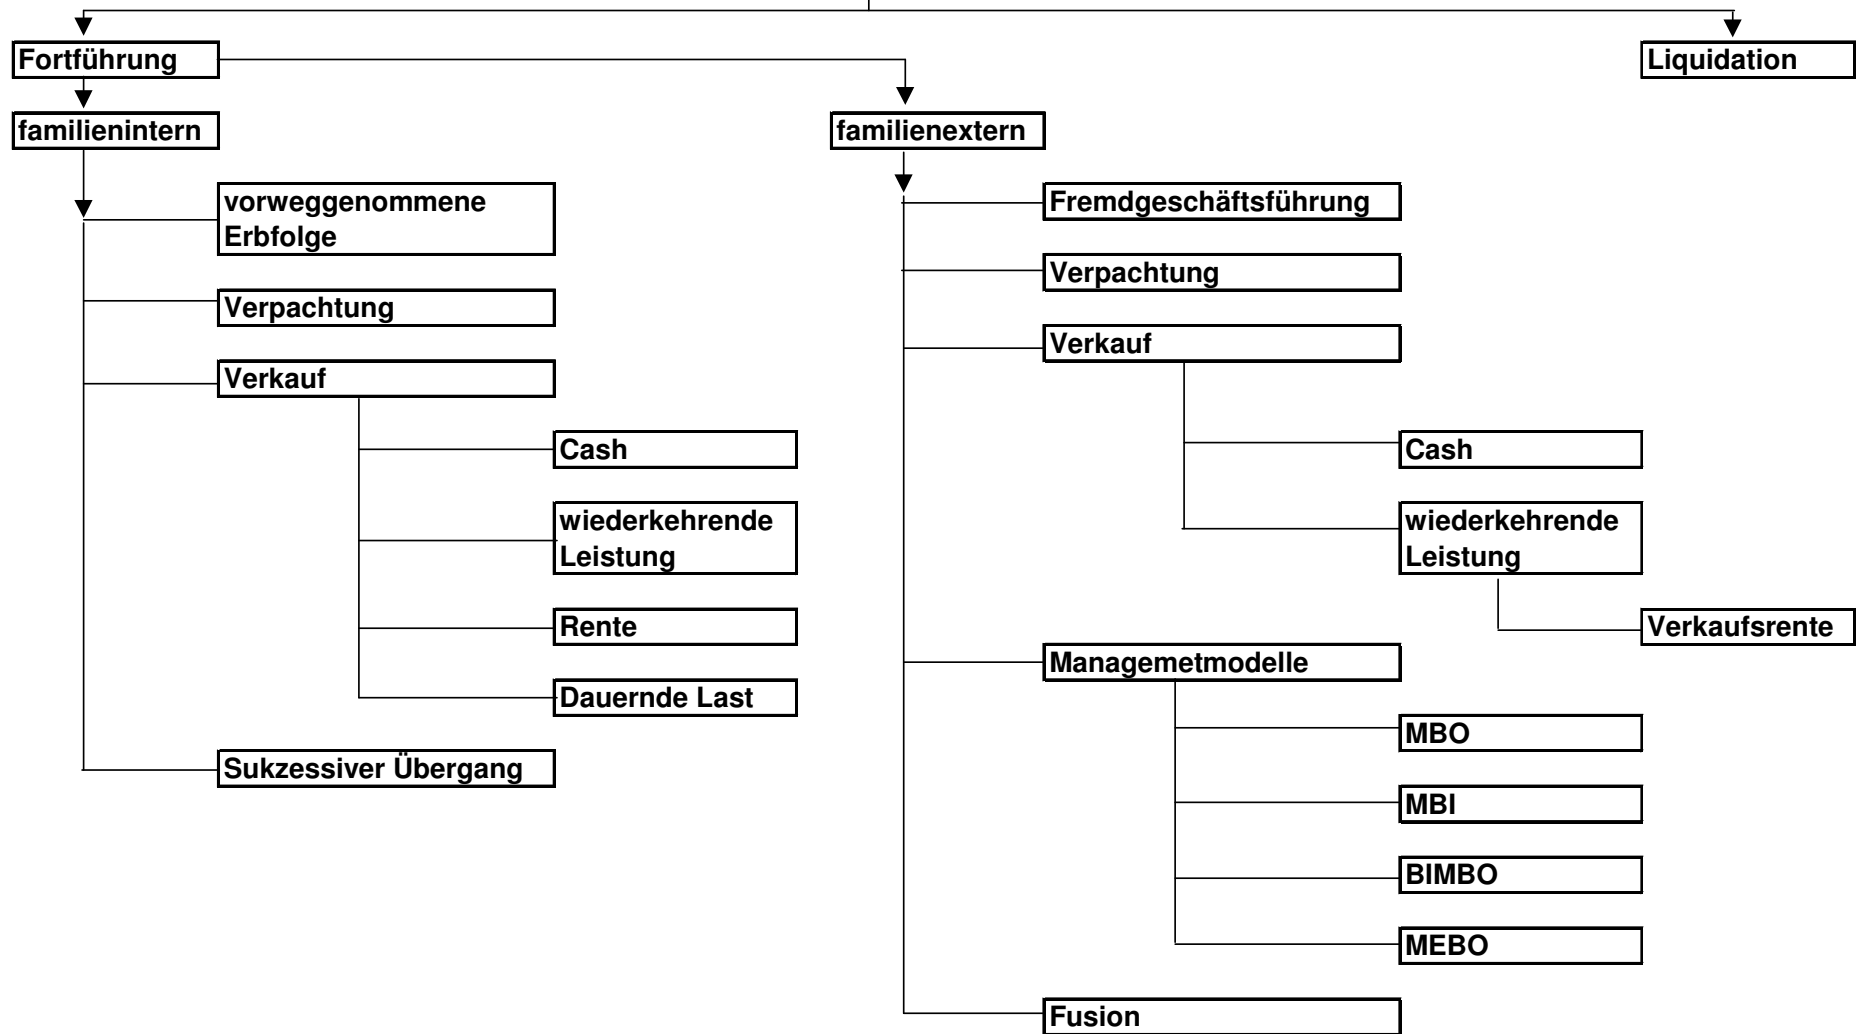 Fortführung
Liquidation
familienintern
familienextern
vorweggenommene
Erbfolge
Verpachtung
Verkauf
Cash
wiederkehrende
Leistung
Rente
Dauernde Last
Sukzessiver Übergang
Fremdgeschäftsführung
Verpachtung
Verkauf
Cash
wiederkehrende
Leistung
Verkaufsrente
Managemetmodelle
MBO
MBI
BIMBO
MEBO
Fusion